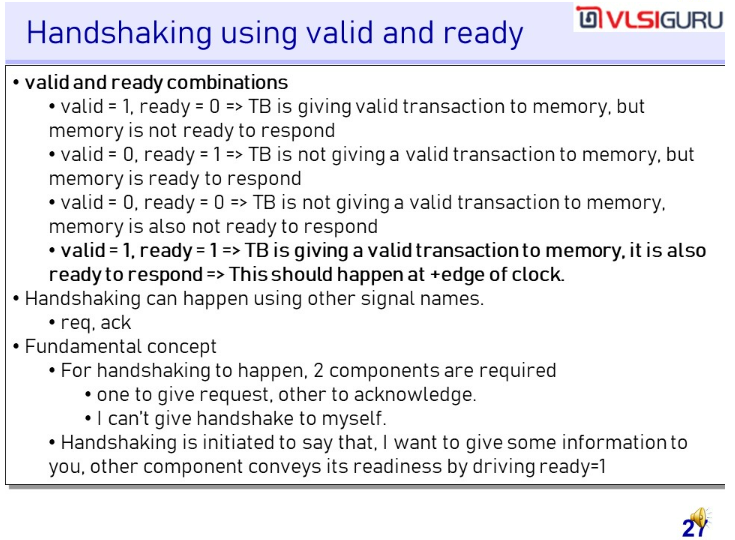 Handshaking using valid and ready
VLSIGURU
• valid and ready combinations
• valid = 1, ready = 0 => TB is giving valid transaction to memory, but
memory is not ready to respond
• valid = 0, ready = 1 => TB is not giving a valid transaction to memory, but
memory is ready to respond
• valid = 0, ready = 0 => TB is not giving a valid transaction to memory,
memory is also not ready to respond
• valid = 1, ready = 1 => TB is giving a valid transaction to memory, it is also
ready to respond => This should happen at +edge of clock.
• Handshaking can happen using other signal names.
• req, ack
• Fundamental concept
• For handshaking to happen, 2 components are required
• one to give request, other to acknowledge.
• I can't give handshake to myself.
• Handshaking is initiated to say that, I want to give some information to
you, other component conveys its readiness by driving ready=1
27